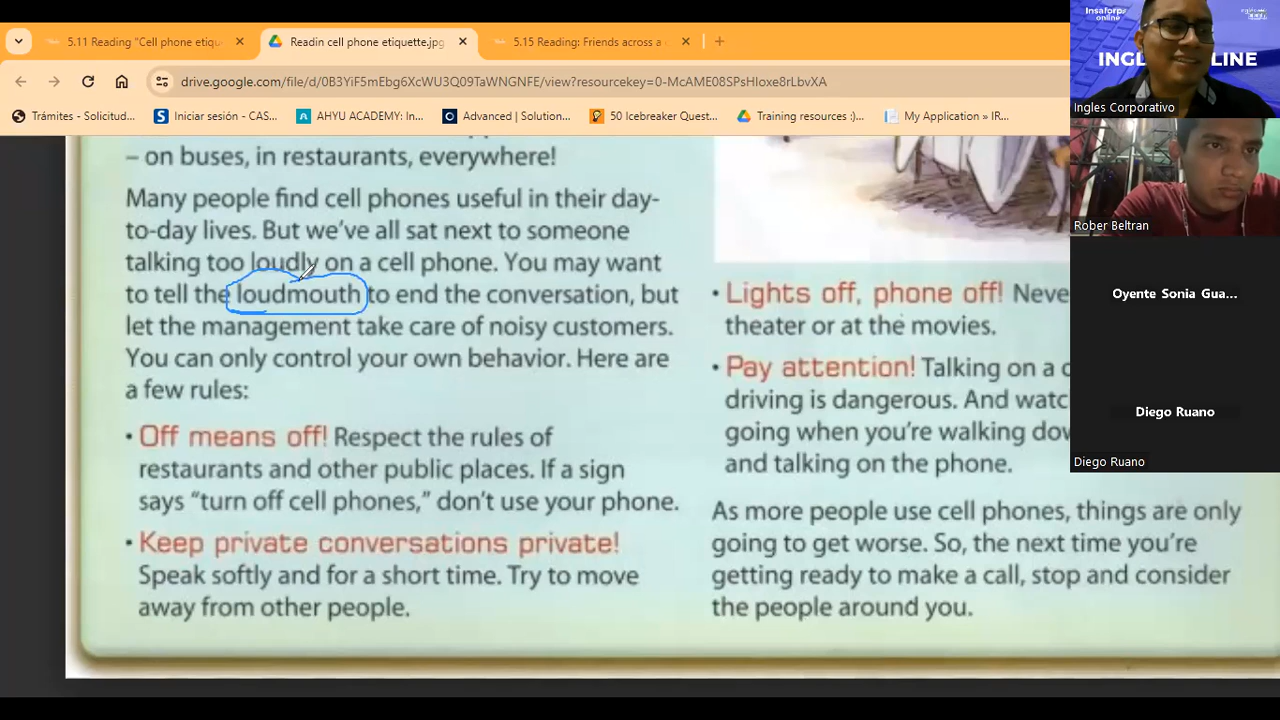 5.11 Reading "Cell phone etiqu
Readin cell phone etiquette.jpg
5.15 Reading: Friends across a
drive.google.com/file/d/0B3YiF5mFbg6XcWU3Q09TaWNGNFE/view?resourcekey=0-McAME08SPsHloxe8rLbvXA
Trámites - Solicitud...
Iniciar sesión - CAS...
AHYU ACADEMY: In...
Advanced | Solution...
50 Icebreaker Quest...
Training resources :)...
My Application » IR...
– on buses, in restaurants, everywhere!
Many people find cell phones useful in their day-
to-day lives. But we've all sat next to someone
talking too loudly on a cell phone. You may want
to tell the loudmouth to end the conversation, but
let the management take care of noisy customers.
You can only control your own behavior. Here are
a few rules:
• Off means off! Respect the rules of
restaurants and other public places. If a sign
says "turn off cell phones," don't use your phone.
• Keep private conversations private!
Speak softly and for a short time. Try to move
away from other people.
• Lights off, phone off! Neve
theater or at the movies.
• Pay attention! Talking on a c
driving is dangerous. And watc
going when you're walking dow
and talking on the phone.
As more people use cell phones, things are only
going to get worse. So, the next time you're
getting ready to make a call, stop and consider
the people around you.
Insaforp
online
INGL
LINE
Ingles Corporativo
Rober Beltran
Oyente Sonia Gua...
Diego Ruano
Diego Ruano